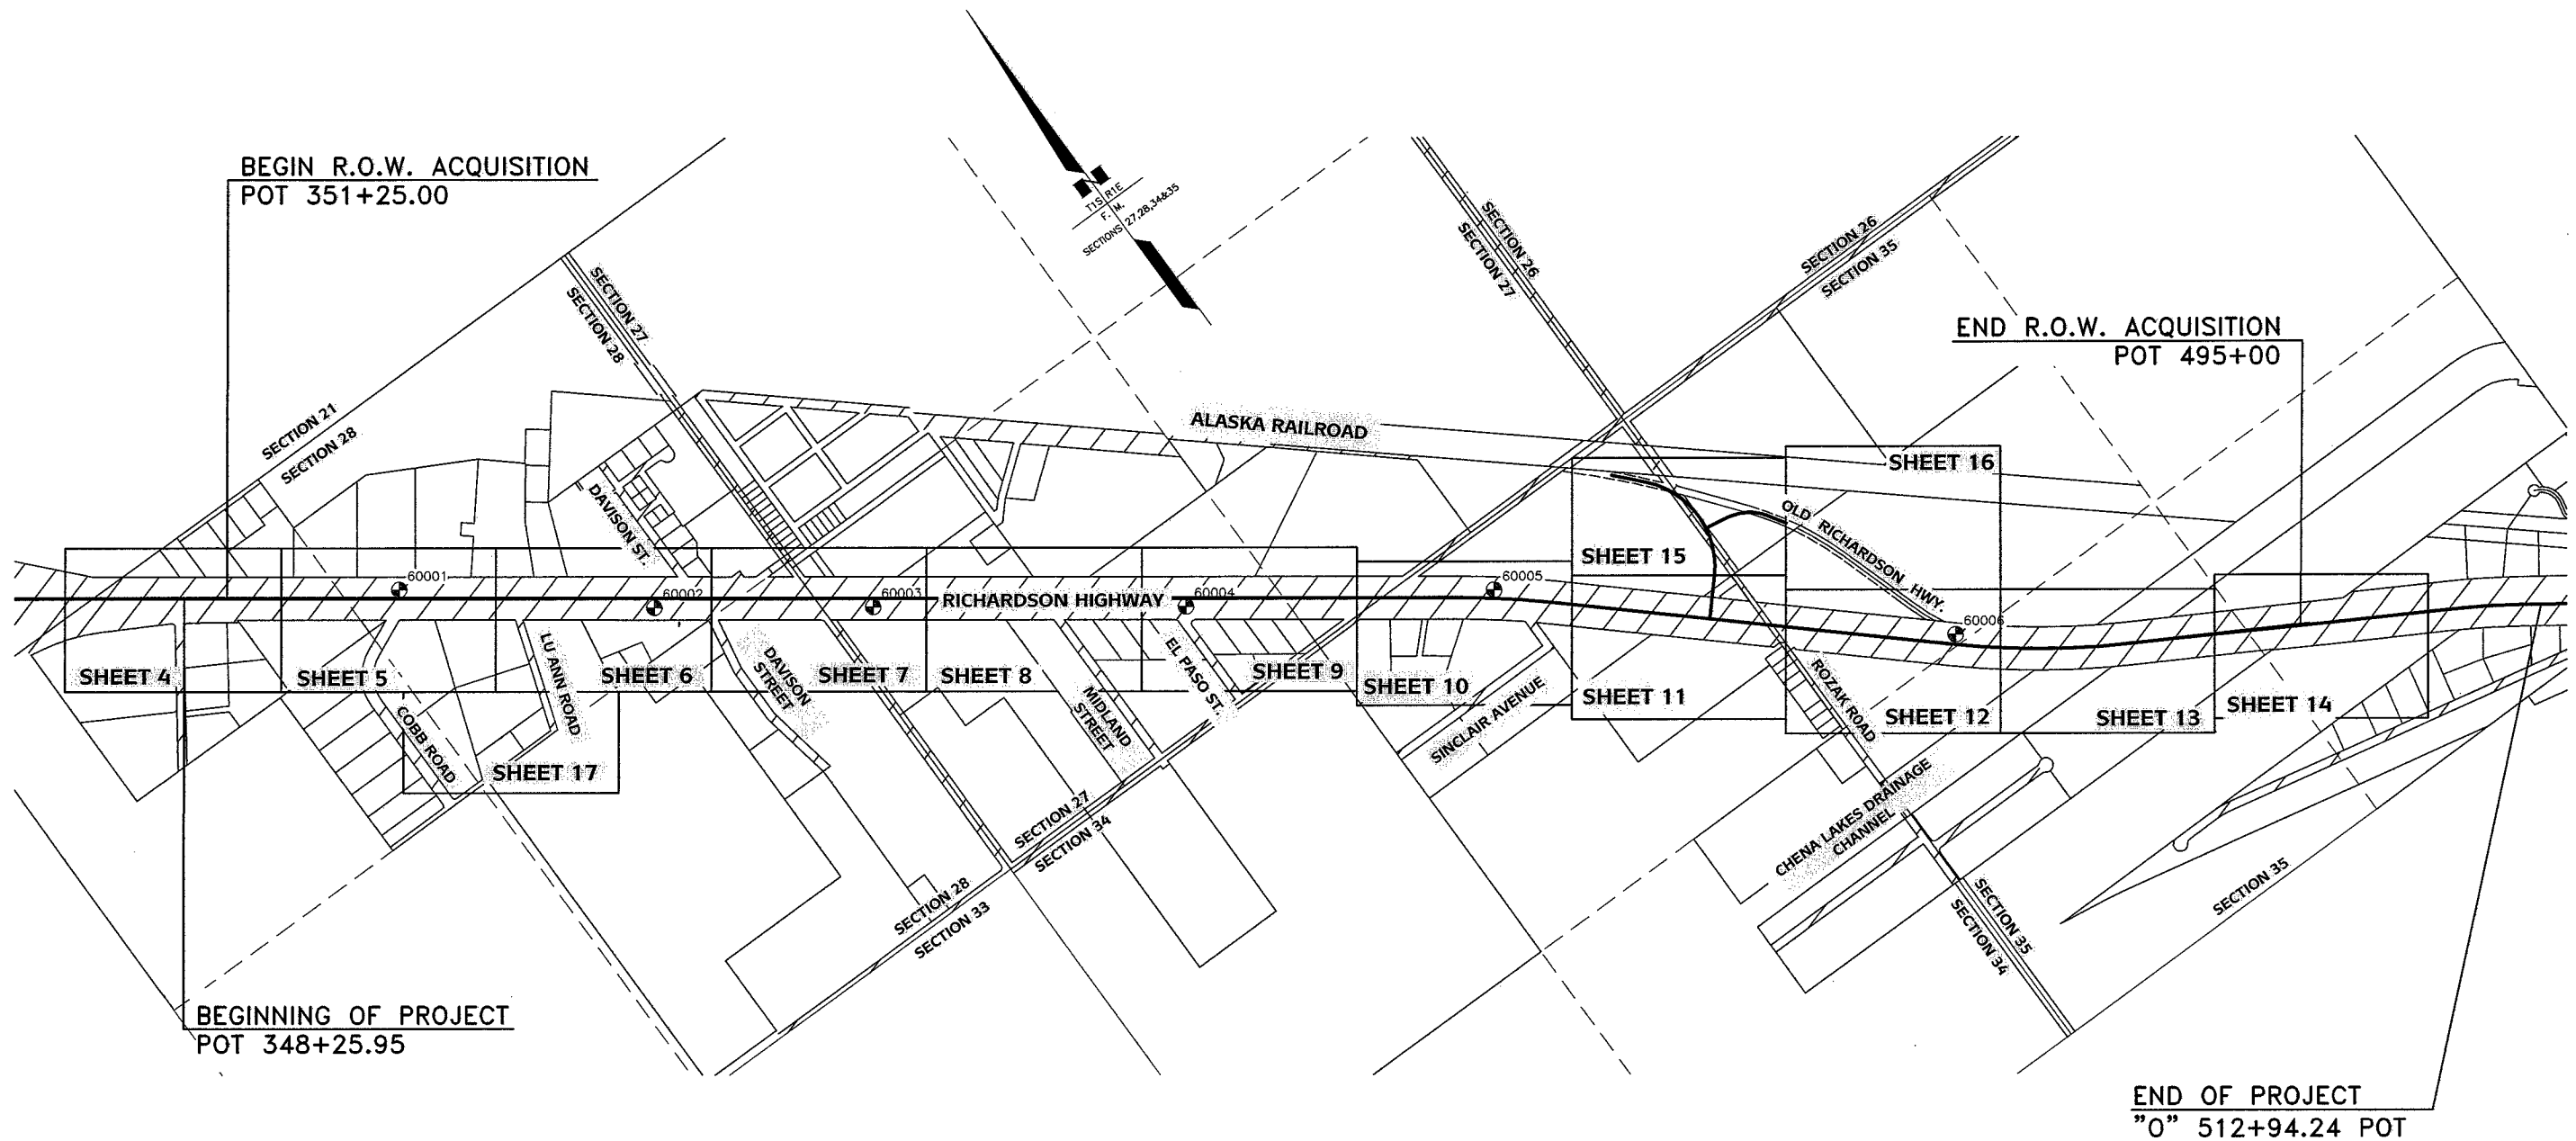 BEGIN R.O.W. ACQUISITION
POT 351+25.00
N
T1S R1E
F. M.
SECTIONS 27,28,34&35
SECTION 26
SECTION 27
SECTION 26
SECTION 35
SECTION 27
SECTION 28
END R.O.W. ACQUISITION
POT 495+00
SECTION 21
SECTION 28
ALASKA RAILROAD
SHEET 16
DAVISON ST.
OLD RICHARDSON HWY.
SHEET 15
60001
60002
60003
RICHARDSON HIGHWAY
60004
60005
60006
SHEET 4
SHEET 5
LU ANN ROAD
SHEET 6
DAVISON
STREET
SHEET 7
SHEET 8
MIDLAND
STREET
EL PASO ST.
SHEET 9
SHEET 10
SINCLAIR AVENUE
SHEET 11
ROZAK ROAD
SHEET 12
SHEET 13
SHEET 14
COBB ROAD
SHEET 17
SECTION 27
SECTION 34
CHENA LAKES DRAINAGE
CHANNEL
SECTION 28
SECTION 33
SECTION 35
SECTION 34
SECTION 35
BEGINNING OF PROJECT
POT 348+25.95
END OF PROJECT
"O" 512+94.24 POT